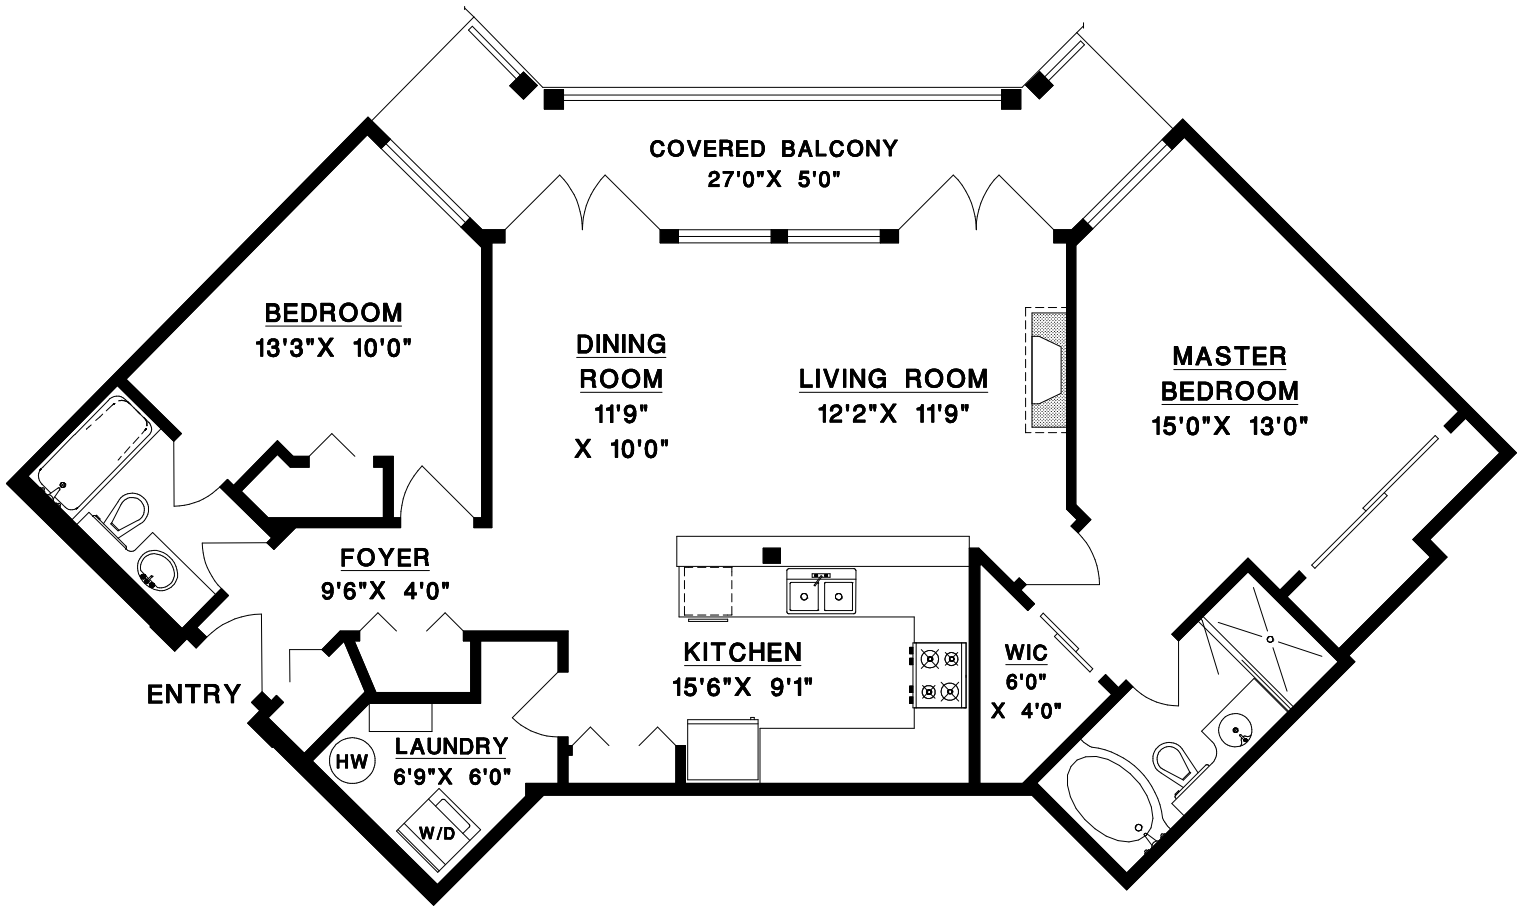 COVERED BALCONY
27'0"X 5'0"
BEDROOM
13'3"X 10'0"
DINING
ROOM
11'9"
X 10'0"
LIVING ROOM
12'2"X 11'9"
MASTER
BEDROOM
15'0"X 13'0"
FOYER
9'6"X 4'0"
ENTRY
KITCHEN
15'6"X 9'1"
WIC
6'0"
X 4'0"
LAUNDRY
6'9"X 6'0"
HW
W/D